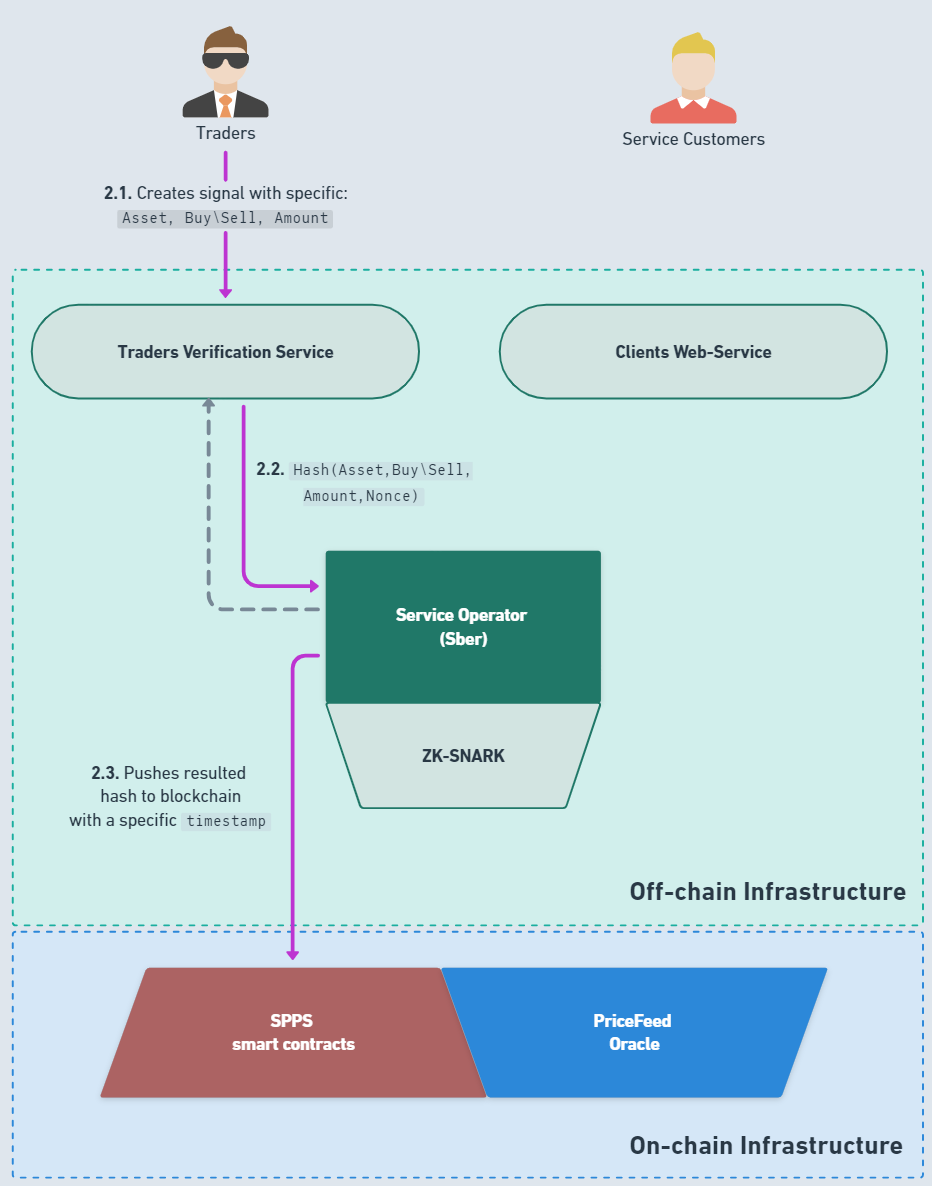 Traders
Service Customers
2.1. Creates signal with specific:
Asset, Buy\Sell, Amount
Traders Verification Service
Clients Web-Service
2.2. Hash(Asset,Buy\Sell,
Amount,Nonce)
Service Operator
(Sber)
ZK-SNARK
2.3. Pushes resulted
hash to blockchain
with a specific timestamp
Off-chain Infrastructure
SPPS
smart contracts
PriceFeed
Oracle
On-chain Infrastructure